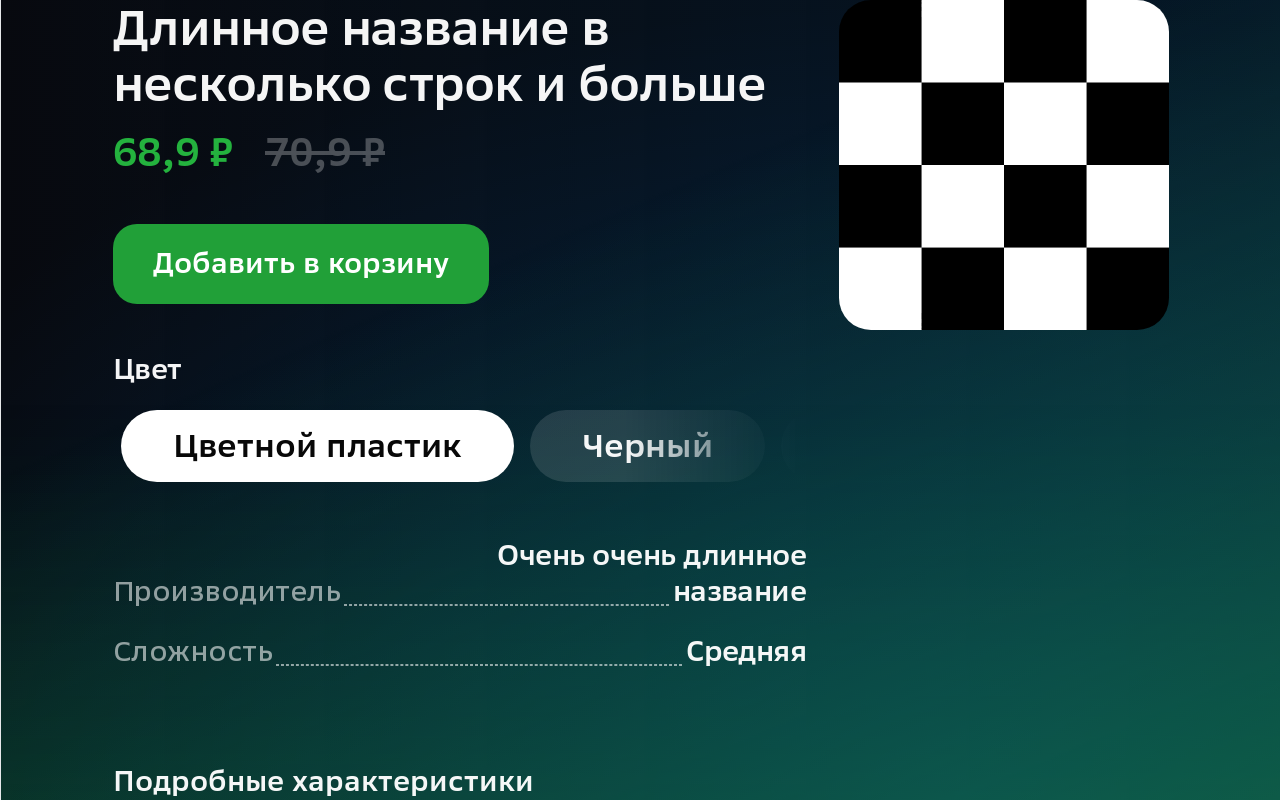 Длинное название в
несколько строк и больше
68,9 ₽ 70,9 ₽
Добавить в корзину
Цвет
Цветной пластик Черный
Очень очень длинное
Производитель название
Сложность Средняя
Подробные характеристики